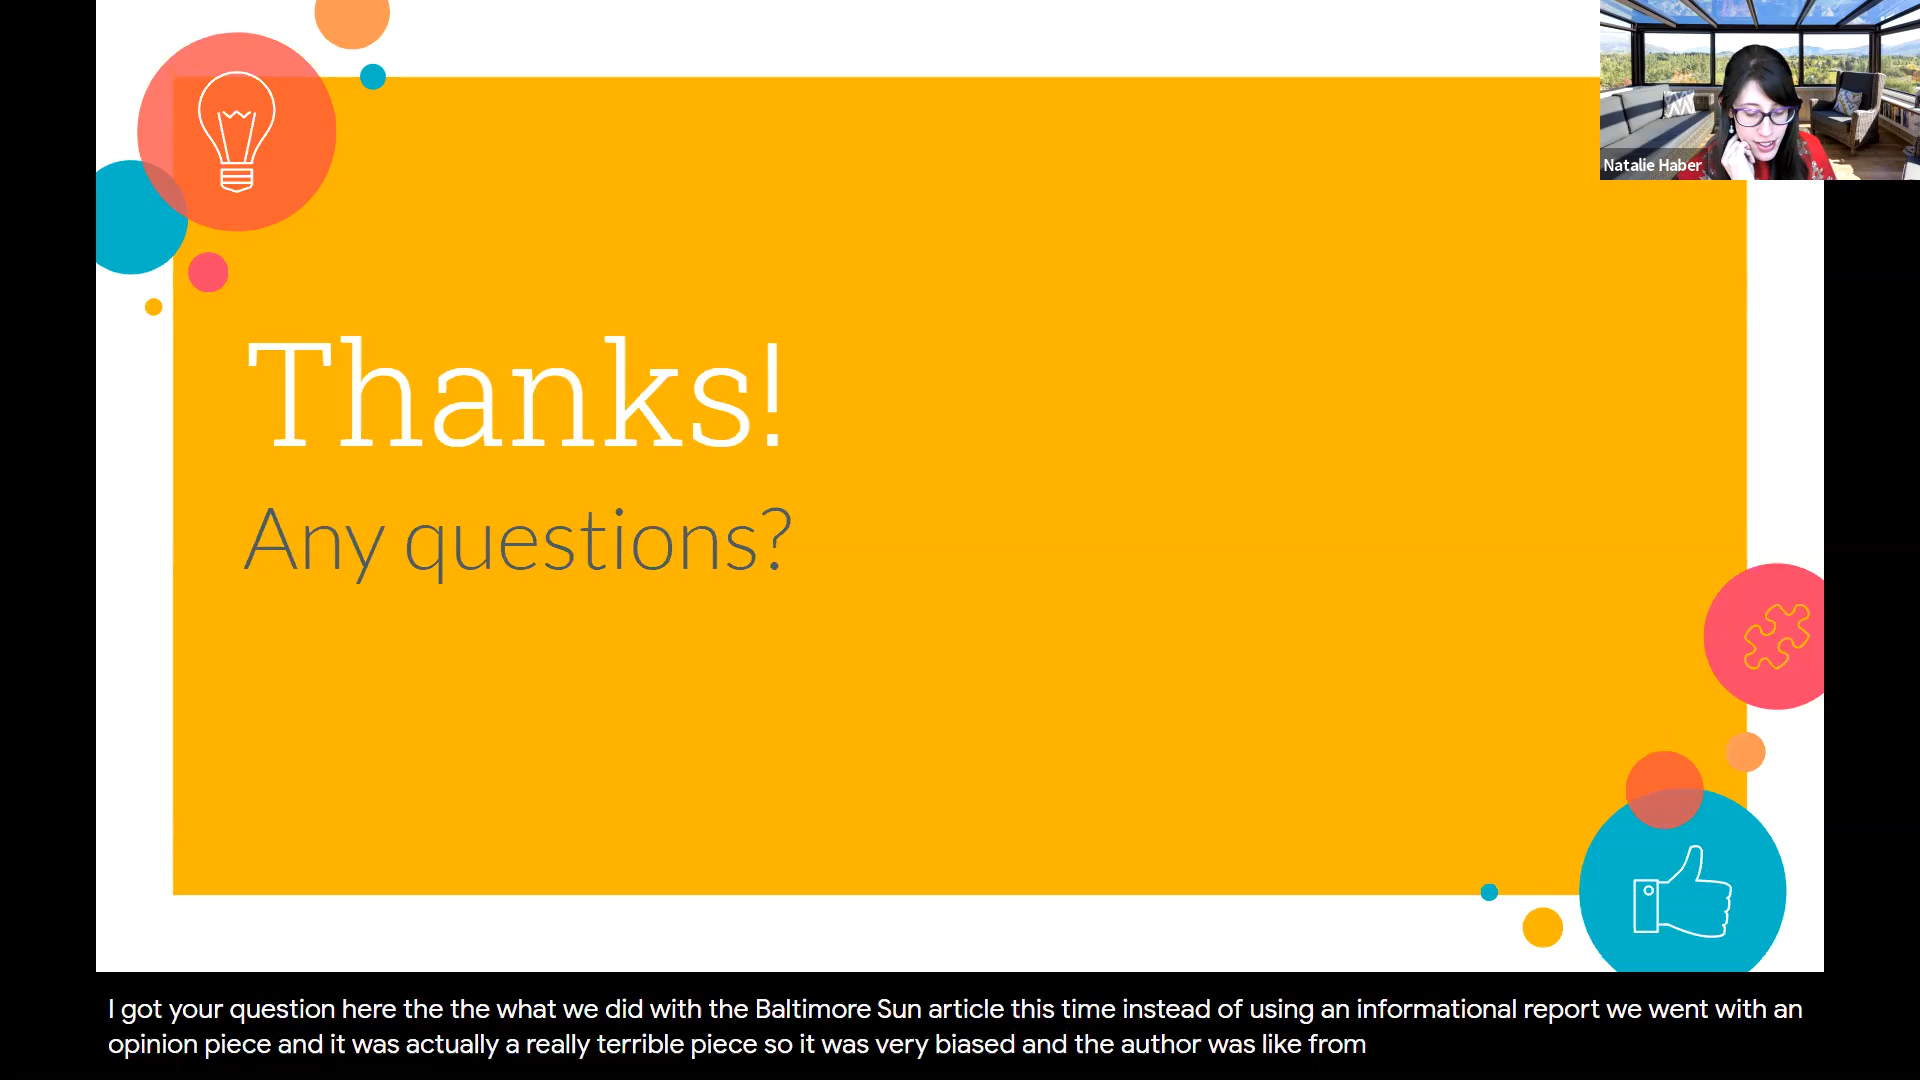 Natalie Haber
Thanks!
Any questions?
I got your question here the the what we did with the Baltimore Sun article this time instead of using an informational report we went with an
opinion piece and it was actually a really terrible piece so it was very biased and the author was like from